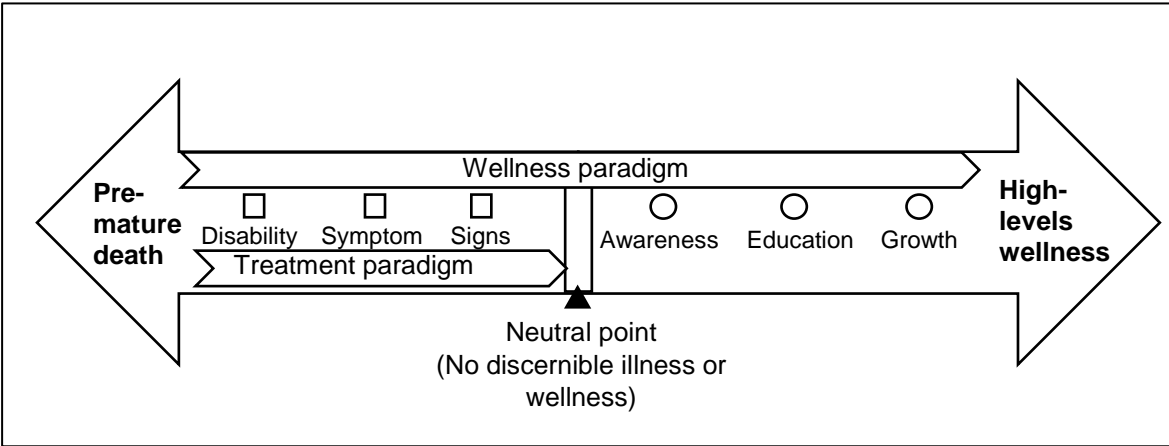 Wellness paradigm
Pre-
mature
death
High-
levels
wellness
Disability
Symptom
Signs
Awareness
Education
Growth
Treatment paradigm
Neutral point
(No discernible illness or
wellness)